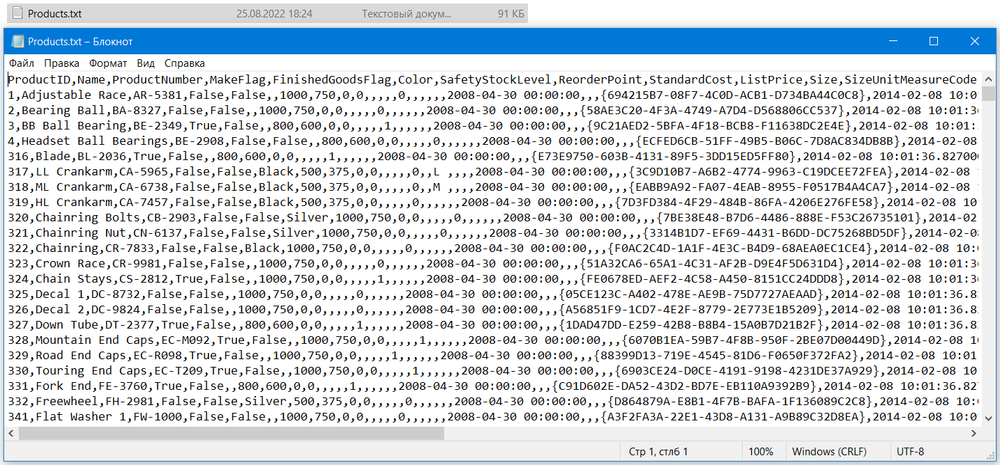 Products.txt 25.08.2022 18:24 Текстовый докум... 91 КБ
Products.txt – Блокнот
Файл Правка Формат Вид Справка
ProductID,Name,ProductNumber,MakeFlag,FinishedGoodsFlag,Color,SafetyStockLevel,ReorderPoint,StandardCost,ListPrice,Size,SizeUnitMeasureCode
1,Adjustable Race,AR-5381,False,False,,1000,750,0,0,,,,,0,,,,,,2008-04-30 00:00:00,,,{694215B7-08F7-4C0D-ACB1-D734BA44C0C8},2014-02-08 10:01
2,Bearing Ball,BA-8327,False,False,,1000,750,0,0,,,,,0,,,,,,2008-04-30 00:00:00,,,{58AE3C20-4F3A-4749-A7D4-D568806CC537},2014-02-08 10:01:36
3,BB Ball Bearing,BE-2349,True,False,,800,600,0,0,,,,,1,,,,,,2008-04-30 00:00:00,,,{9C21AED2-5BFA-4F18-BCB8-F11638DC2E4E},2014-02-08 10:01:
4,Headset Ball Bearings,BE-2908,False,False,,800,600,0,0,,,,,0,,,,,,2008-04-30 00:00:00,,,{ECFED6CB-51FF-49B5-B06C-7D8AC834DB8B},2014-02-08
316,Blade,BL-2036,True,False,,800,600,0,0,,,,,1,,,,,,2008-04-30 00:00:00,,,{E73E9750-603B-4131-89F5-3DD15ED5FF80},2014-02-08 10:01:36.82700
317,LL Crankarm,CA-5965,False,False,Black,500,375,0,0,,,,,0,,L ,,,,2008-04-30 00:00:00,,,{3C9D10B7-A6B2-4774-9963-C19DCEE72FEA},2014-02-08
318,ML Crankarm,CA-6738,False,False,Black,500,375,0,0,,,,,0,,M ,,,,2008-04-30 00:00:00,,,{EABB9A92-FA07-4EAB-8955-F0517B4A4CA7},2014-02-08
319,HL Crankarm,CA-7457,False,False,Black,500,375,0,0,,,,,0,,,,,,2008-04-30 00:00:00,,,{7D3FD384-4F29-484B-86FA-4206E276FE58},2014-02-08 10
320,Chainring Bolts,CB-2903,False,False,Silver,1000,750,0,0,,,,,0,,,,,,2008-04-30 00:00:00,,,{7BE38E48-B7D6-4486-888E-F53C26735101},2014-02
321,Chainring Nut,CN-6137,False,False,Silver,1000,750,0,0,,,,,0,,,,,,2008-04-30 00:00:00,,,{3314B1D7-EF69-4431-B6DD-DC75268BD5DF},2014-02-08
322,Chainring,CR-7833,False,False,Black,1000,750,0,0,,,,,0,,,,,,2008-04-30 00:00:00,,,{F0AC2C4D-1A1F-4E3C-B4D9-68AEA0EC1CE4},2014-02-08 10:0
323,Crown Race,CR-9981,False,False,,1000,750,0,0,,,,,0,,,,,,2008-04-30 00:00:00,,,{51A32CA6-65A1-4C31-AF2B-D9E4F5D631D4},2014-02-08 10:01:36
324,Chain Stays,CS-2812,True,False,,1000,750,0,0,,,,,1,,,,,,2008-04-30 00:00:00,,,{FE0678ED-AEF2-4C58-A450-8151CC24DDD8},2014-02-08 10:01:36
325,Decal 1,DC-8732,False,False,,1000,750,0,0,,,,,0,,,,,,2008-04-30 00:00:00,,,{05CE123C-A402-478E-AE9B-75D7727AEAAD},2014-02-08 10:01:36.82
326,Decal 2,DC-9824,False,False,,1000,750,0,0,,,,,0,,,,,,2008-04-30 00:00:00,,,{A56851F9-1CD7-4E2F-8779-2E773E1B5209},2014-02-08 10:01:36.82
327,Down Tube,DT-2377,True,False,,800,600,0,0,,,,,1,,,,,,2008-04-30 00:00:00,,,{1DAD47DD-E259-42B8-B8B4-15A0B7D21B2F},2014-02-08 10:01:36.82
328,Mountain End Caps,EC-M092,True,False,,1000,750,0,0,,,,,1,,,,,,2008-04-30 00:00:00,,,{6070B1EA-59B7-4F8B-950F-2BE07D00449D},2014-02-08 10
329,Road End Caps,EC-R098,True,False,,1000,750,0,0,,,,,1,,,,,,2008-04-30 00:00:00,,,{88399D13-719E-4545-81D6-F0650F372FA2},2014-02-08 10:01
330,Touring End Caps,EC-T209,True,False,,1000,750,0,0,,,,,1,,,,,,2008-04-30 00:00:00,,,{6903CE24-D0CE-4191-9198-4231DE37A929},2014-02-08 10
331,Fork End,FE-3760,True,False,,800,600,0,0,,,,,1,,,,,,2008-04-30 00:00:00,,,{C91D602E-DA52-43D2-BD7E-EB110A9392B9},2014-02-08 10:01:36.827
332,Freewheel,FH-2981,False,False,Silver,500,375,0,0,,,,,0,,,,,,2008-04-30 00:00:00,,,{D864879A-E8B1-4F7B-BAFA-1F136089C2C8},2014-02-08 10:0
341,Flat Washer 1,FW-1000,False,False,,1000,750,0,0,,,,,0,,,,,,2008-04-30 00:00:00,,,{A3F2FA3A-22E1-43D8-A131-A9B89C32D8EA},2014-02-08 10:0
Стр 1, стлб 1 100% Windows (CRLF) UTF-8